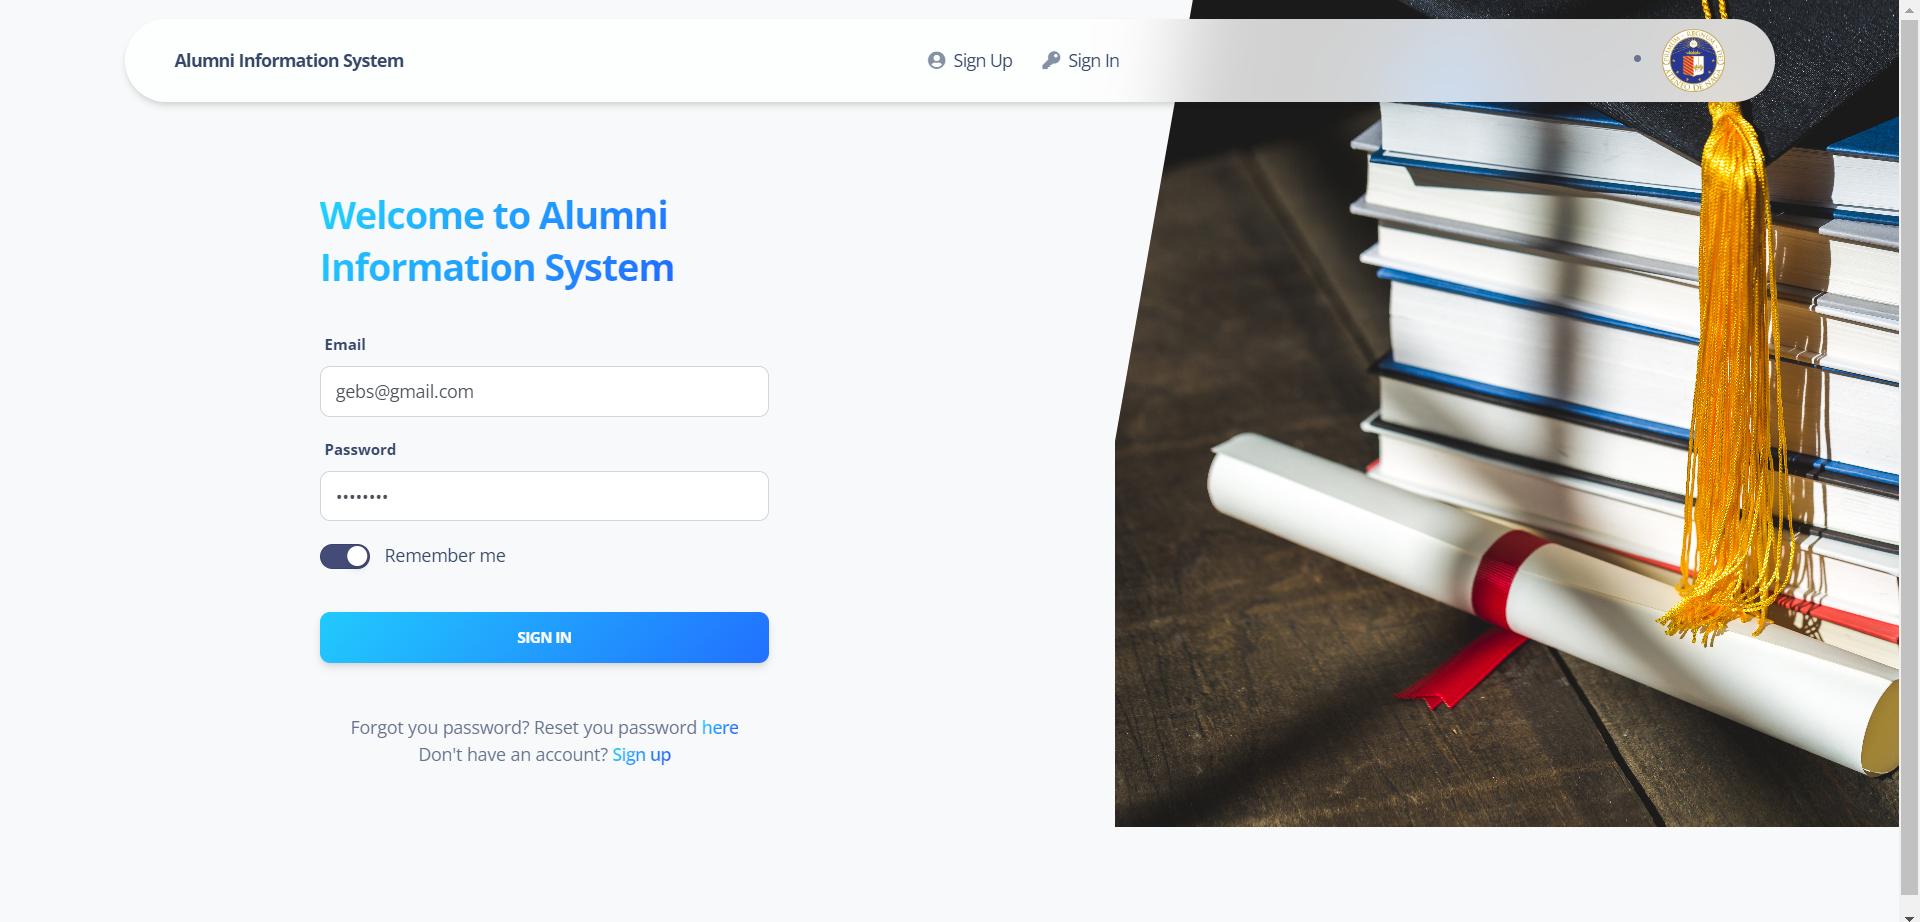 Alumni Information System
Sign Up
Sign In
Welcome to Alumni
Information System
Email
gebs@gmail.com
Password
••••••••
Remember me
SIGN IN
Forgot you password? Reset you password here
Don't have an account? Sign up